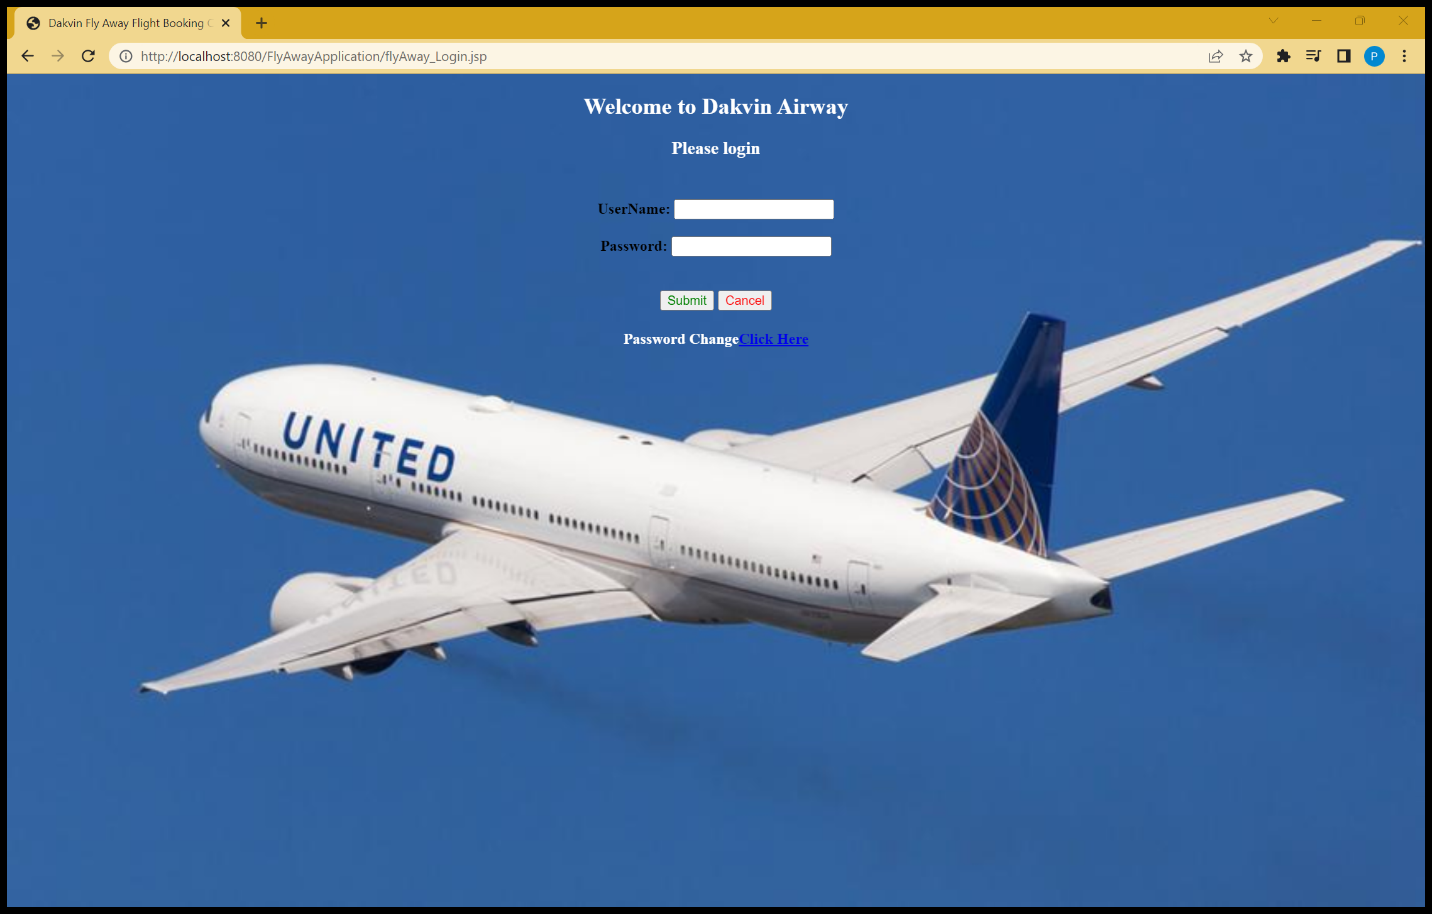 Dakvin Fly Away Flight Booking
http://localhost:8080/FlyAwayApplication/flyAway_Login.jsp
P
Welcome to Dakvin Airway
Please login
UserName:
Password:
Submit Cancel
Password ChangeClick Here
UNITED
UNITED